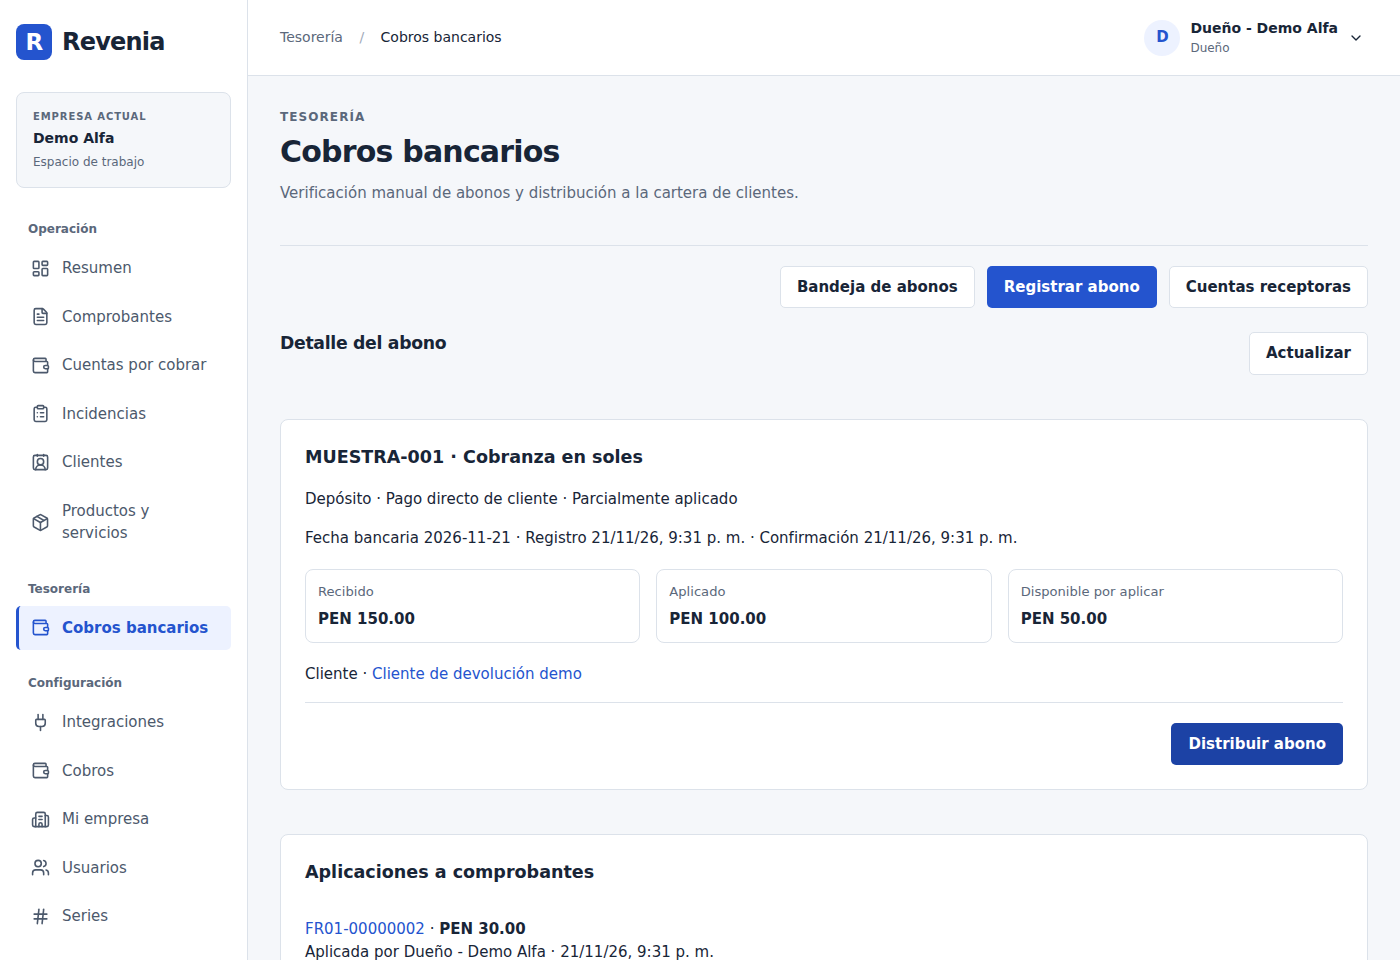 R Revenia
EMPRESA ACTUAL
Demo Alfa
Espacio de trabajo
Operación
Resumen
Comprobantes
Cuentas por cobrar
Incidencias
Clientes
Productos y
servicios
Tesorería
Cobros bancarios
Configuración
Integraciones
Cobros
Mi empresa
Usuarios
Series
Tesorería / Cobros bancarios
D
Dueño - Demo Alfa
Dueño
TESORERÍA
Cobros bancarios
Verificación manual de abonos y distribución a la cartera de clientes.
Bandeja de abonos
Registrar abono
Cuentas receptoras
Detalle del abono
Actualizar
MUESTRA-001 · Cobranza en soles
Depósito · Pago directo de cliente · Parcialmente aplicado
Fecha bancaria 2026-11-21 · Registro 21/11/26, 9:31 p. m. · Confirmación 21/11/26, 9:31 p. m.
Recibido
PEN 150.00
Aplicado
PEN 100.00
Disponible por aplicar
PEN 50.00
Cliente · Cliente de devolución demo
Distribuir abono
Aplicaciones a comprobantes
FR01-00000002 · PEN 30.00
Aplicada por Dueño - Demo Alfa · 21/11/26, 9:31 p. m.